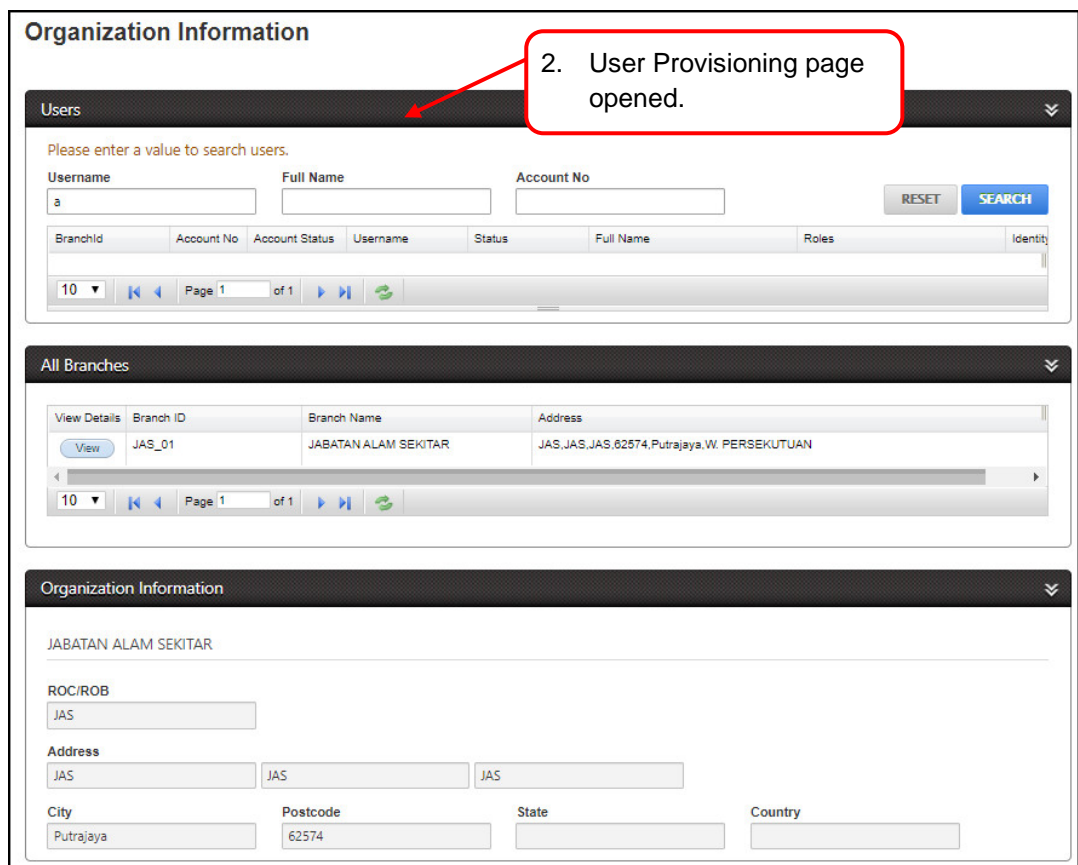 Organization Information
2. User Provisioning page
opened.
Users
Please enter a value to search users.
Username Full Name Account No
a
RESET SEARCH
BranchId Account No Account Status Username Status Full Name Roles Identity
10 Page 1 of 1
All Branches
View Details Branch ID Branch Name Address
View JAS_01 JABATAN ALAM SEKITAR JAS,JAS,JAS,62574,Putrajaya,W. PERSEKUTUAN
10 Page 1 of 1
Organization Information
JABATAN ALAM SEKITAR
ROC/ROB
JAS
Address
JAS JAS JAS
City Postcode State Country
Putrajaya 62574